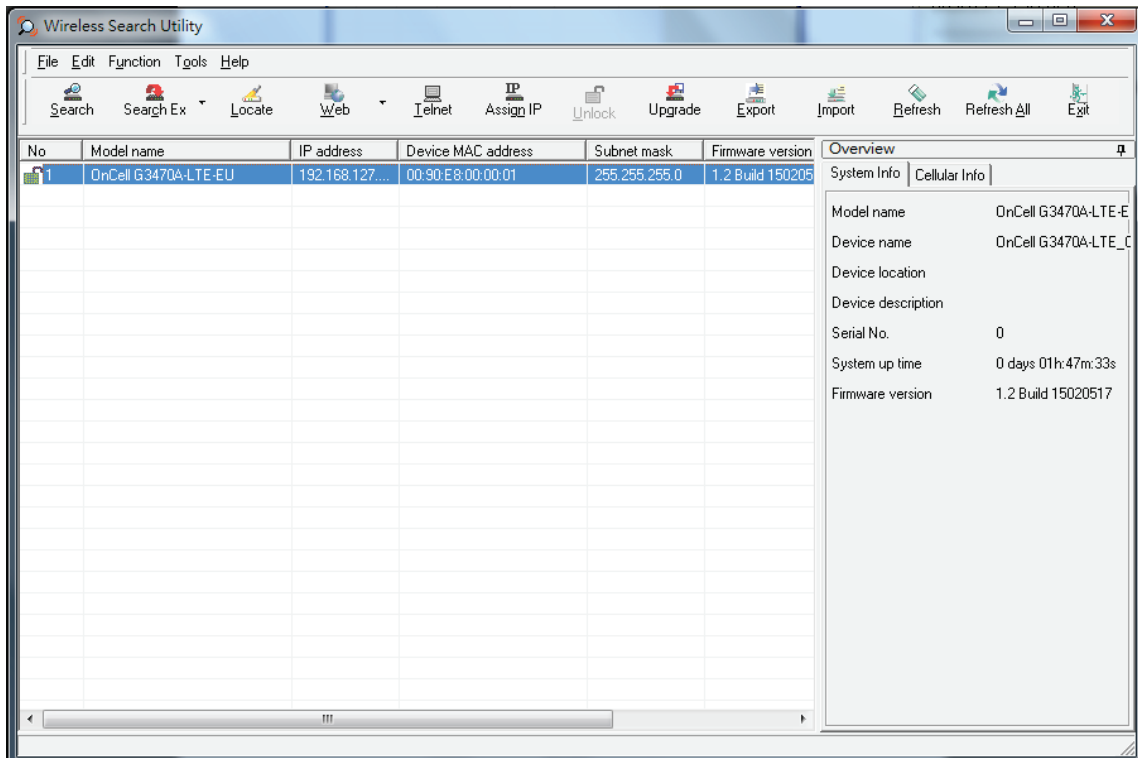 Wireless Search Utility
File Edit Function Tools Help
Search Search Ex Locate Web Telnet Assign IP Unlock Upgrade Export Import Refresh Refresh All Exit
No Model name IP address Device MAC address Subnet mask Firmware version
1 OnCell G3470A-LTE-EU 192.168.127.... 00:90:E8:00:00:01 255.255.255.0 1.2 Build 150205
Overview
System Info Cellular Info
Model name OnCell G3470A-LTE-E
Device name OnCell G3470A-LTE_
Device location
Device description
Serial No. 0
System up time 0 days 01h:47m:33s
Firmware version 1.2 Build 15020517